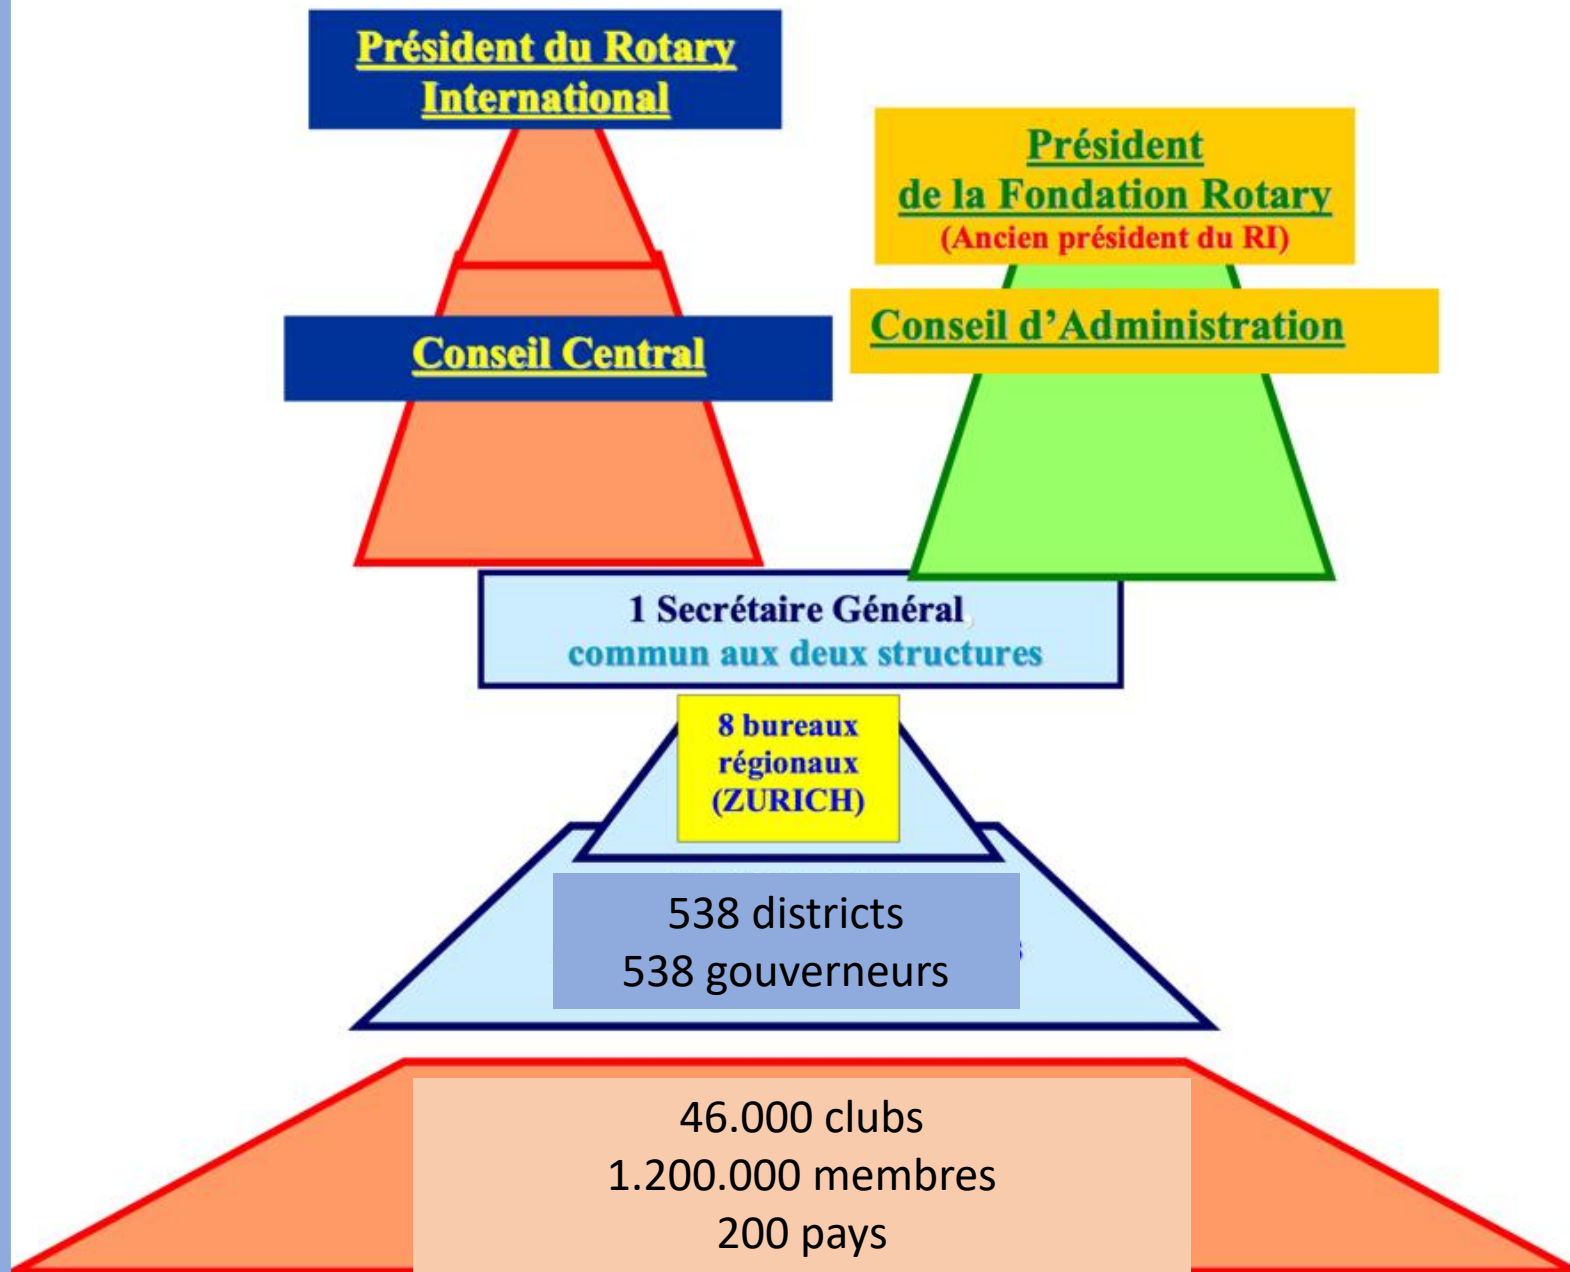 Président du Rotary
International
Président
de la Fondation Rotary
(Ancien président du RI)
Conseil d’Administration
Conseil Central
1 Secrétaire Général,
commun aux deux structures
8 bureaux
régionaux
(ZURICH)
538 districts
538 gouverneurs
46.000 clubs
1.200.000 membres
200 pays